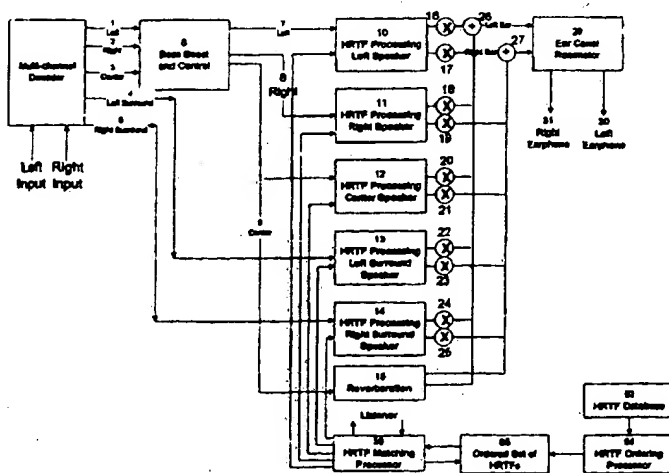 1
Left
2
Right
3
Center
4
Left Surround
5
Right Surround
Multi-channel
Decoder
Left
Input
Right
Input
6
Bass Boost
and Control
7
Left
8
Right
9
Center
10
HRTF Processing
Left Speaker
11
HRTF Processing
Right Speaker
12
HRTF Processing
Center Speaker
13
HRTF Processing
Left Surround
Speaker
14
HRTF Processing
Right Surround
Speaker
15
Reverberation
16
17
18
19
20
21
22
23
24
25
26
Left Ear
Right Ear
27
29
Ear Canal
Resonator
31
Right
Earphone
30
Left
Earphone
Listener
HRTF Matching
Processor
Ordered Set of
HRTFs
HRTF Database
64
HRTF Ordering
Processor